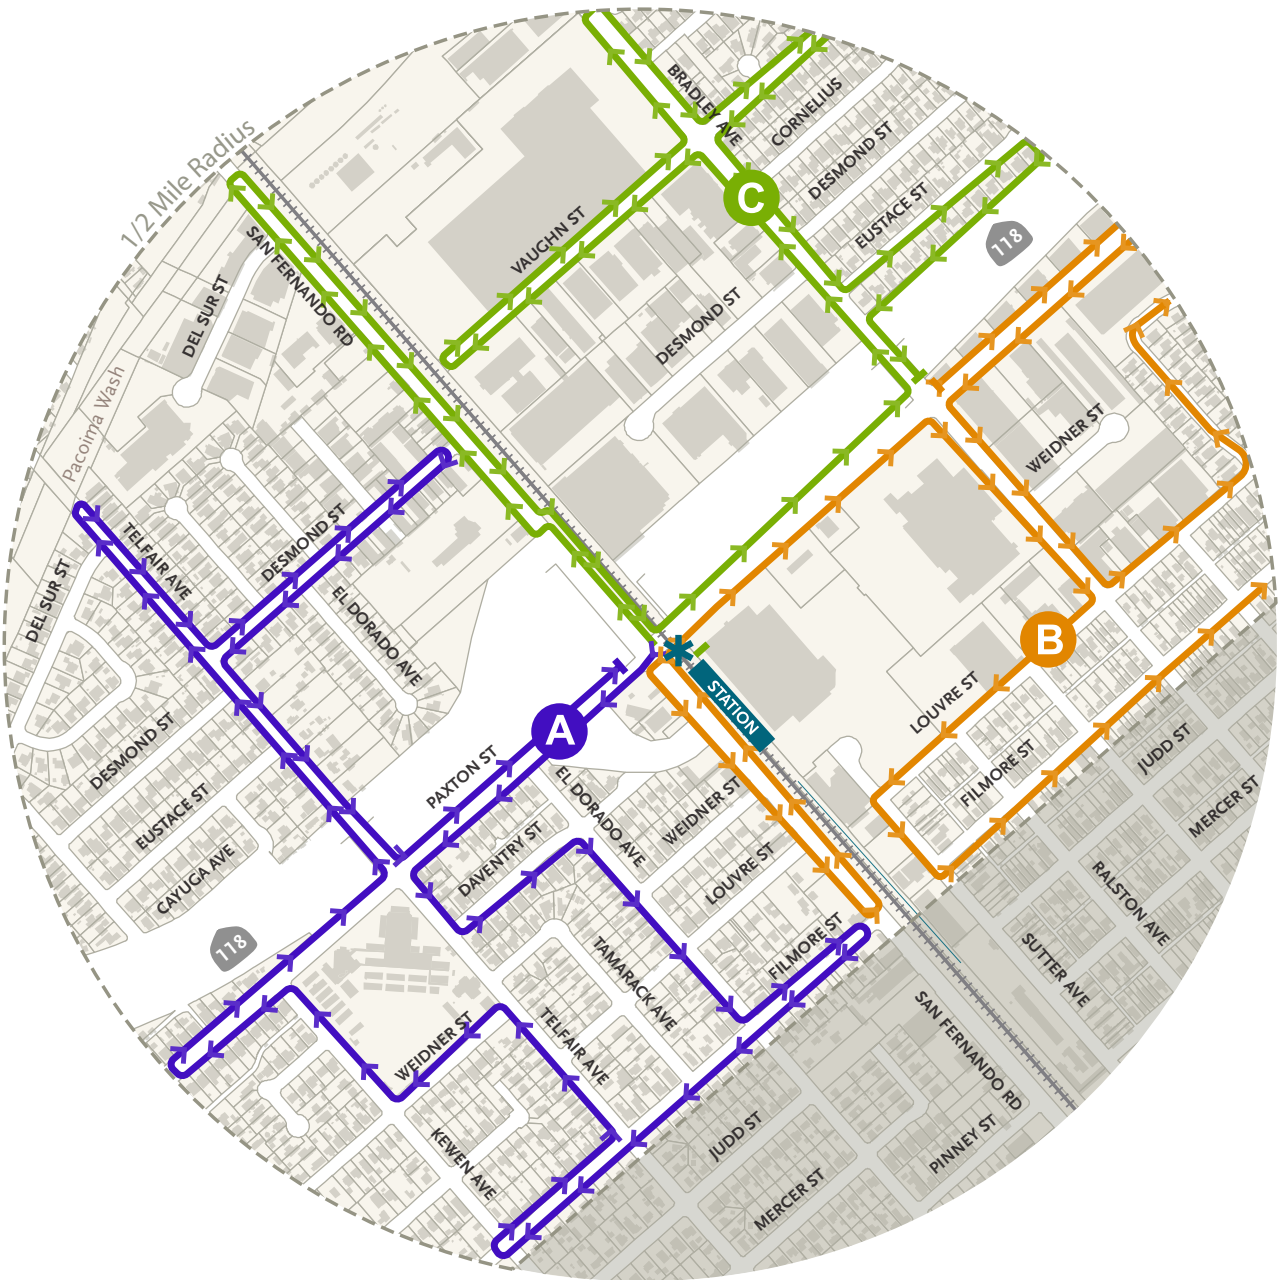 BRADLEY AVE
CORNELIUS
1/2 Mile Radius
DESMOND ST
C
EUSTACE ST
VAUGHN ST
118
SAN FERNANDO RD
DEL SUR ST
DESMOND ST
Pacoima Wash
WEIDNER ST
TELFAIR AVE
DESMOND ST
DEL SUR ST
EL DORADO AVE
B
STATION
LOUVRE ST
A
DESMOND ST
JUDD ST
PAXTON ST
FILMORE ST
EUSTACE ST
EL DORADO AVE
WEIDNER ST
MERCER ST
DAVENTRY ST
LOUVRE ST
CAYUGA AVE
RALSTON AVE
118
FILMORE ST
TAMARACK AVE
SUTTER AVE
WEIDNER ST
TELFAIR AVE
SAN FERNANDO RD
JUDD ST
PINNEY ST
KEWEN AVE
MERCER ST